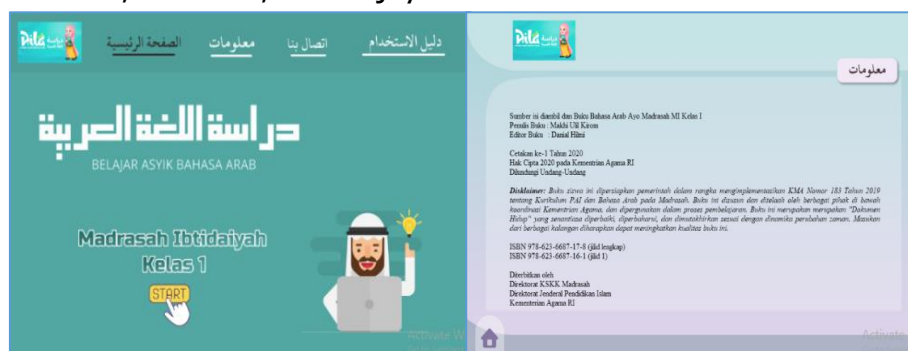 Dila
الصفحة الرئيسية
معلومات
اتصال بنا
دليل الاستخدام
دراسة اللغة العربية
BELAJAR ASYIK BAHASA ARAB
Madrasah Ibtidaiyah
Kelas 1
START
Activate W
Dila
معلومات
Sumber isi diambil dan Buku Bahasa Arab Ayo Madrasah MI Kelas I
Penulis Buku : Makhi Ulil Kirom
Editor Buku : Danial Hilmi
Cetakan ke-1 Tahun 2020
Hak Cipta 2020 pada Kementrian Agama RI
Dilindungi Undang-Undang
Disklaimer: Buku siswa ini dipersiapkan pemerintah dalam rangka mengimplementasikan KMA Nomor 183 Tahun 2019
tentang Kurikulum PAI dan Bahasa Arab pada Madrasah. Buku ini disusun dan ditelaah oleh berbagai pihak di bawah
koordinasi Kementrian Agama, dan dipergunakan dalam proses pembelajaran. Buku ini merupakan merupakan "Dokumen
Hidup" yang senantiasa diperbaiki, diperbaharui, dan dimutakhirkan sesuai dengan dinamika perubahan zaman. Masukan
dari berbagai kalangan diharapkan dapat meningkatkan kualitas buku ini.
ISBN 978-623-6687-17-8 (jilid lengkap)
ISBN 978-623-6687-16-1 (jilid 1)
Diterbitkan oleh
Direktorat KSKK Madrasah
Direktorat Jenderal Pendidikan Islam
Kementerian Agama RI
Activate